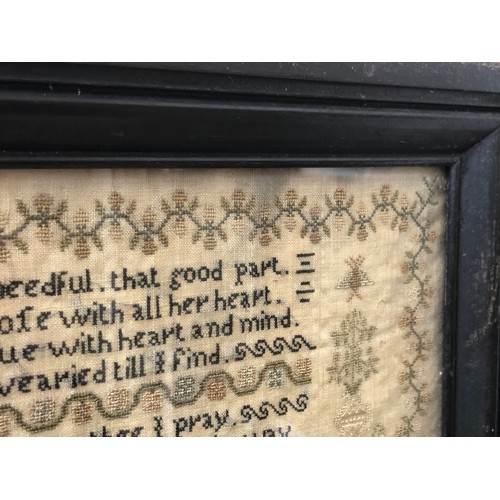 needful. that good part.
ose with all her heart.
ue with heart and mind.
wearied till I find.
thee I pray.